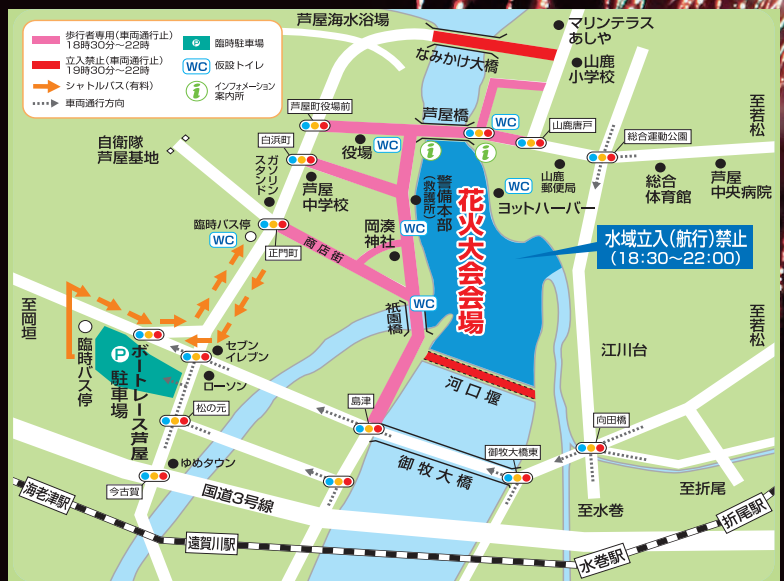 歩行者専用(車両通行止)
18時30分〜22時
立入禁止(車両通行止)
19時30分〜22時
シャトルバス(有料)
車両通行方向
P 臨時駐車場
WC 仮設トイレ
i インフォメーション
案内所
芦屋海水浴場
なみかけ大橋
マリンテラス
あしや
山鹿
小学校
至若松
芦屋町役場前
芦屋橋
WC
山鹿唐戸
総合運動公園
自衛隊
芦屋基地
白浜町
役場
WC
i
i
山鹿
郵便局
総合
体育館
芦屋
中央病院
ガソリン
スタンド
芦屋
中学校
警備本部
(救護所)
WC
ヨットハーバー
臨時バス停
WC
正門町
商店街
岡湊
神社
WC
花火大会会場
水域立入(航行)禁止
(18:30〜22:00)
至岡垣
臨時バス停
P
ボートレース芦屋
駐車場
セブン
イレブン
ローソン
祇園橋
WC
至若松
江川台
河口堰
松の元
島津
向田橋
御牧大橋
御牧大橋東
ゆめタウン
今古賀
国道3号線
至水巻
至折尾
海老津駅
遠賀川駅
水巻駅
折尾駅